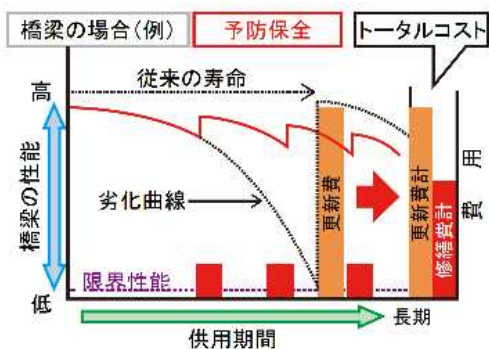 橋梁の場合(例)
予防保全
トータルコスト
高
従来の寿命
橋梁の性能
劣化曲線
更新費
更新費計
修繕費計
費用
限界性能
低
長期
供用期間